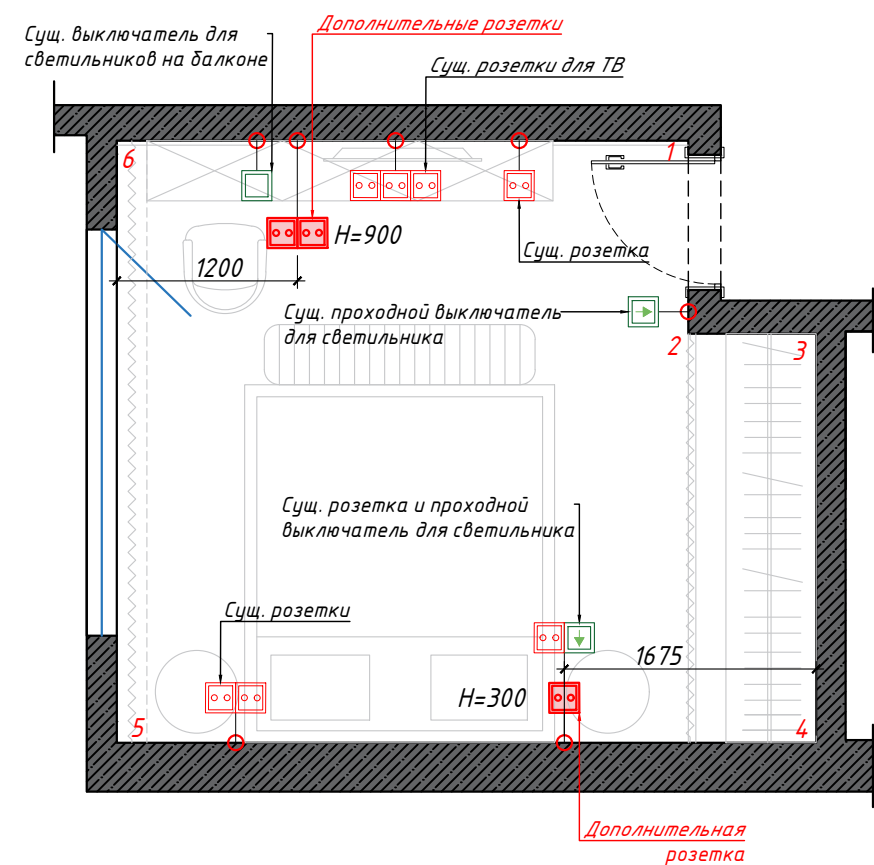 Дополнительные розетки
Сущ. выключатель для
светильников на балконе
Сущ. розетки для ТВ
6
1
H=900
Сущ. розетка
1200
Сущ. проходной выключатель
для светильника
2
3
Сущ. розетка и проходной
выключатель для светильника
Сущ. розетки
1675
H=300
5
4
Дополнительная
розетка